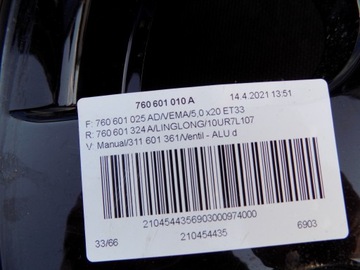 760 601 010 A
14.4.2021 13:51
F: 760 601 025 AD/VEMA/5,0 x20 ET33
R: 760 601 324 A/LINGLONG/10UR7L107
V: Manual/311 601 361/Ventil - ALU d
2104544356903000974000
33/66
210454435
6903